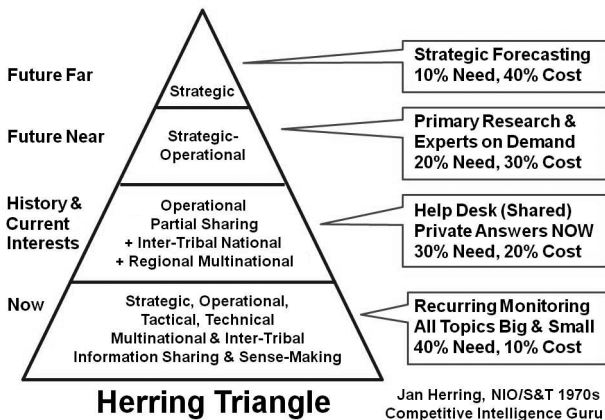 Future Far
Strategic
Strategic Forecasting
10% Need, 40% Cost
Future Near
Strategic-
Operational
Primary Research &
Experts on Demand
20% Need, 30% Cost
History &
Current
Interests
Operational
Partial Sharing
+ Inter-Tribal National
+ Regional Multinational
Help Desk (Shared)
Private Answers NOW
30% Need, 20% Cost
Now
Strategic, Operational,
Tactical, Technical
Multinational & Inter-Tribal
Information Sharing & Sense-Making
Recurring Monitoring
All Topics Big & Small
40% Need, 10% Cost
Herring Triangle
Jan Herring, NIO/S&T 1970s
Competitive Intelligence Guru